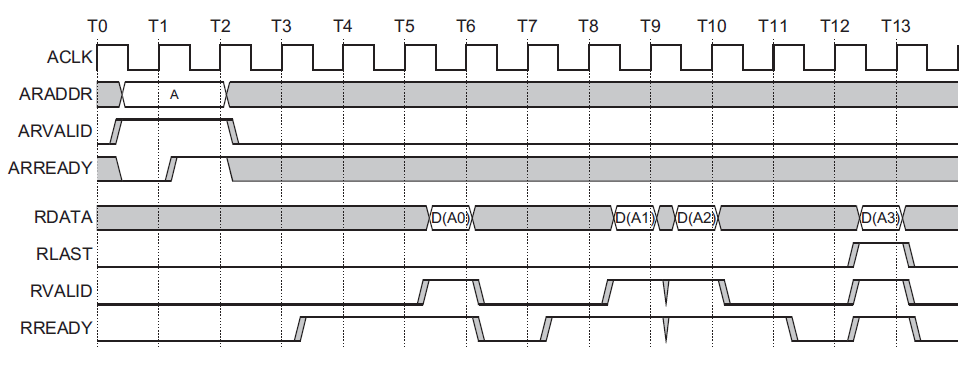 T0 T1 T2 T3 T4 T5 T6 T7 T8 T9 T10 T11 T12 T13
ACLK
ARADDR A
ARVALID
ARREADY
RDATA D(A0) D(A1) D(A2) D(A3)
RLAST
RVALID
RREADY